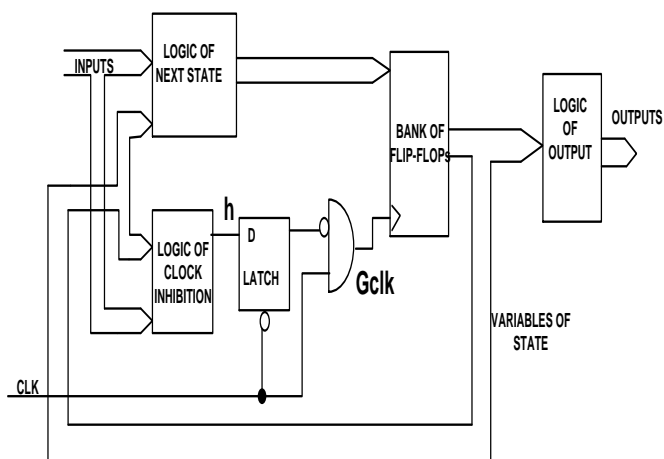 LOGIC OF
NEXT STATE
INPUTS
BANK OF
FLIP-FLOPs
LOGIC
OF
OUTPUT
OUTPUTS
h
D
LATCH
LOGIC OF
CLOCK
INHIBITION
Gclk
VARIABLES OF
STATE
CLK